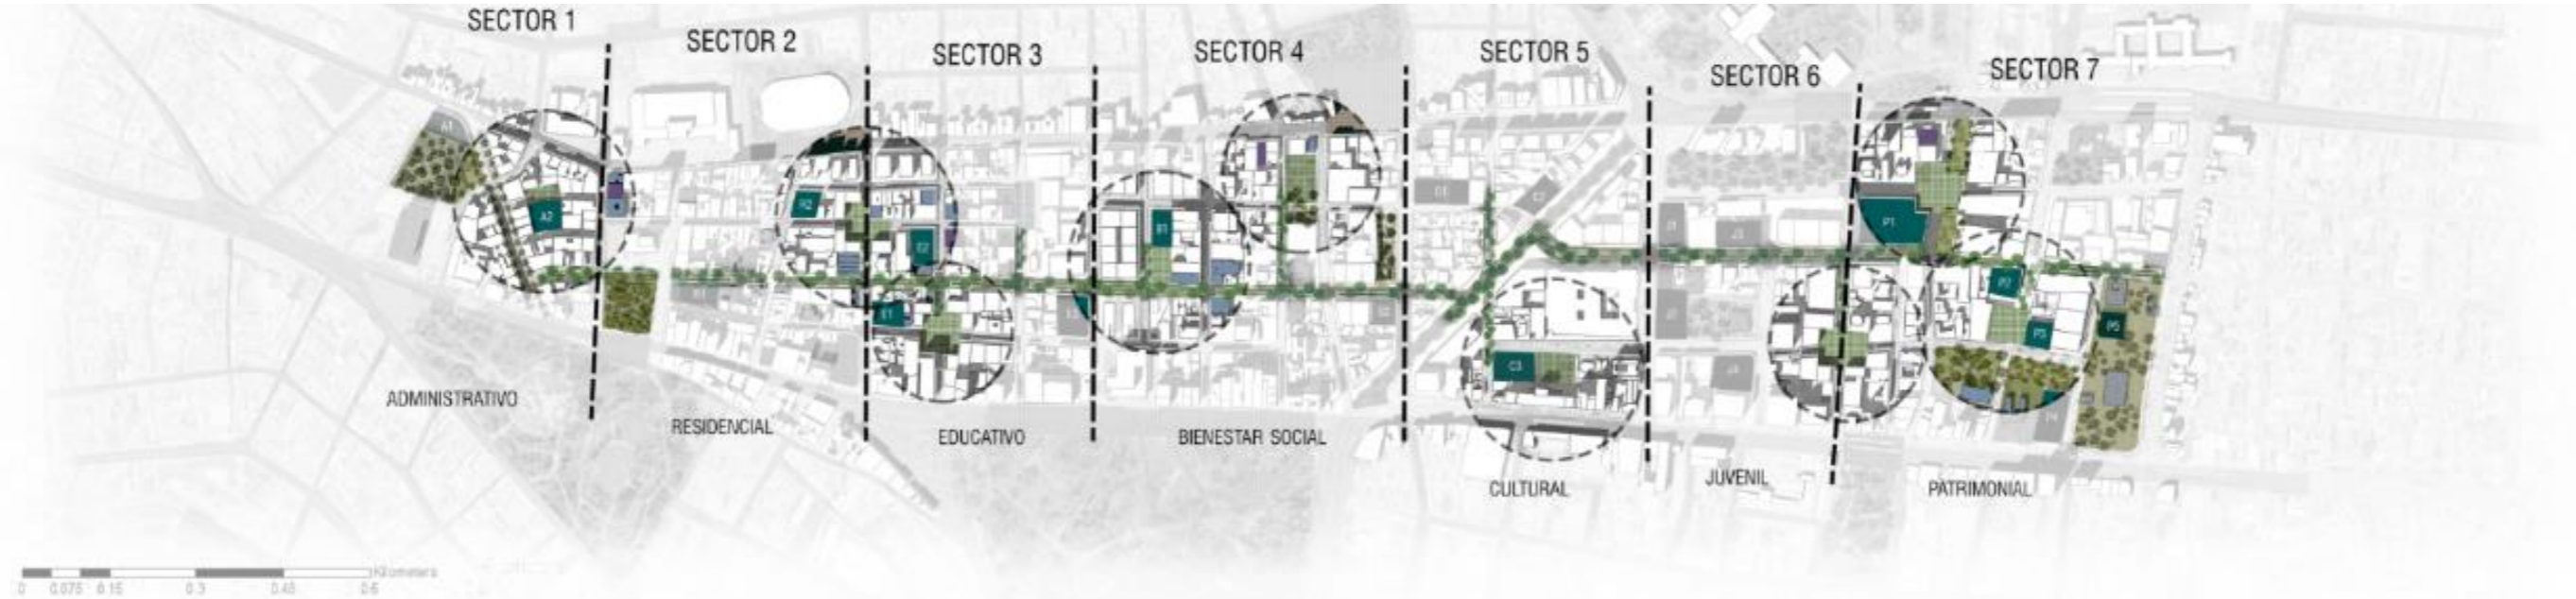 SECTOR 1
SECTOR 2
SECTOR 3
SECTOR 4
SECTOR 5
SECTOR 6
SECTOR 7
A2
R2
E2
E1
B1
C3
P1
P2
P3
P5
ADMINISTRATIVO
RESIDENCIAL
EDUCATIVO
BIENESTAR SOCIAL
CULTURAL
JUVENIL
PATRIMONIAL
Kilometers
0 0.075 0.15 0.3 0.45 0.6